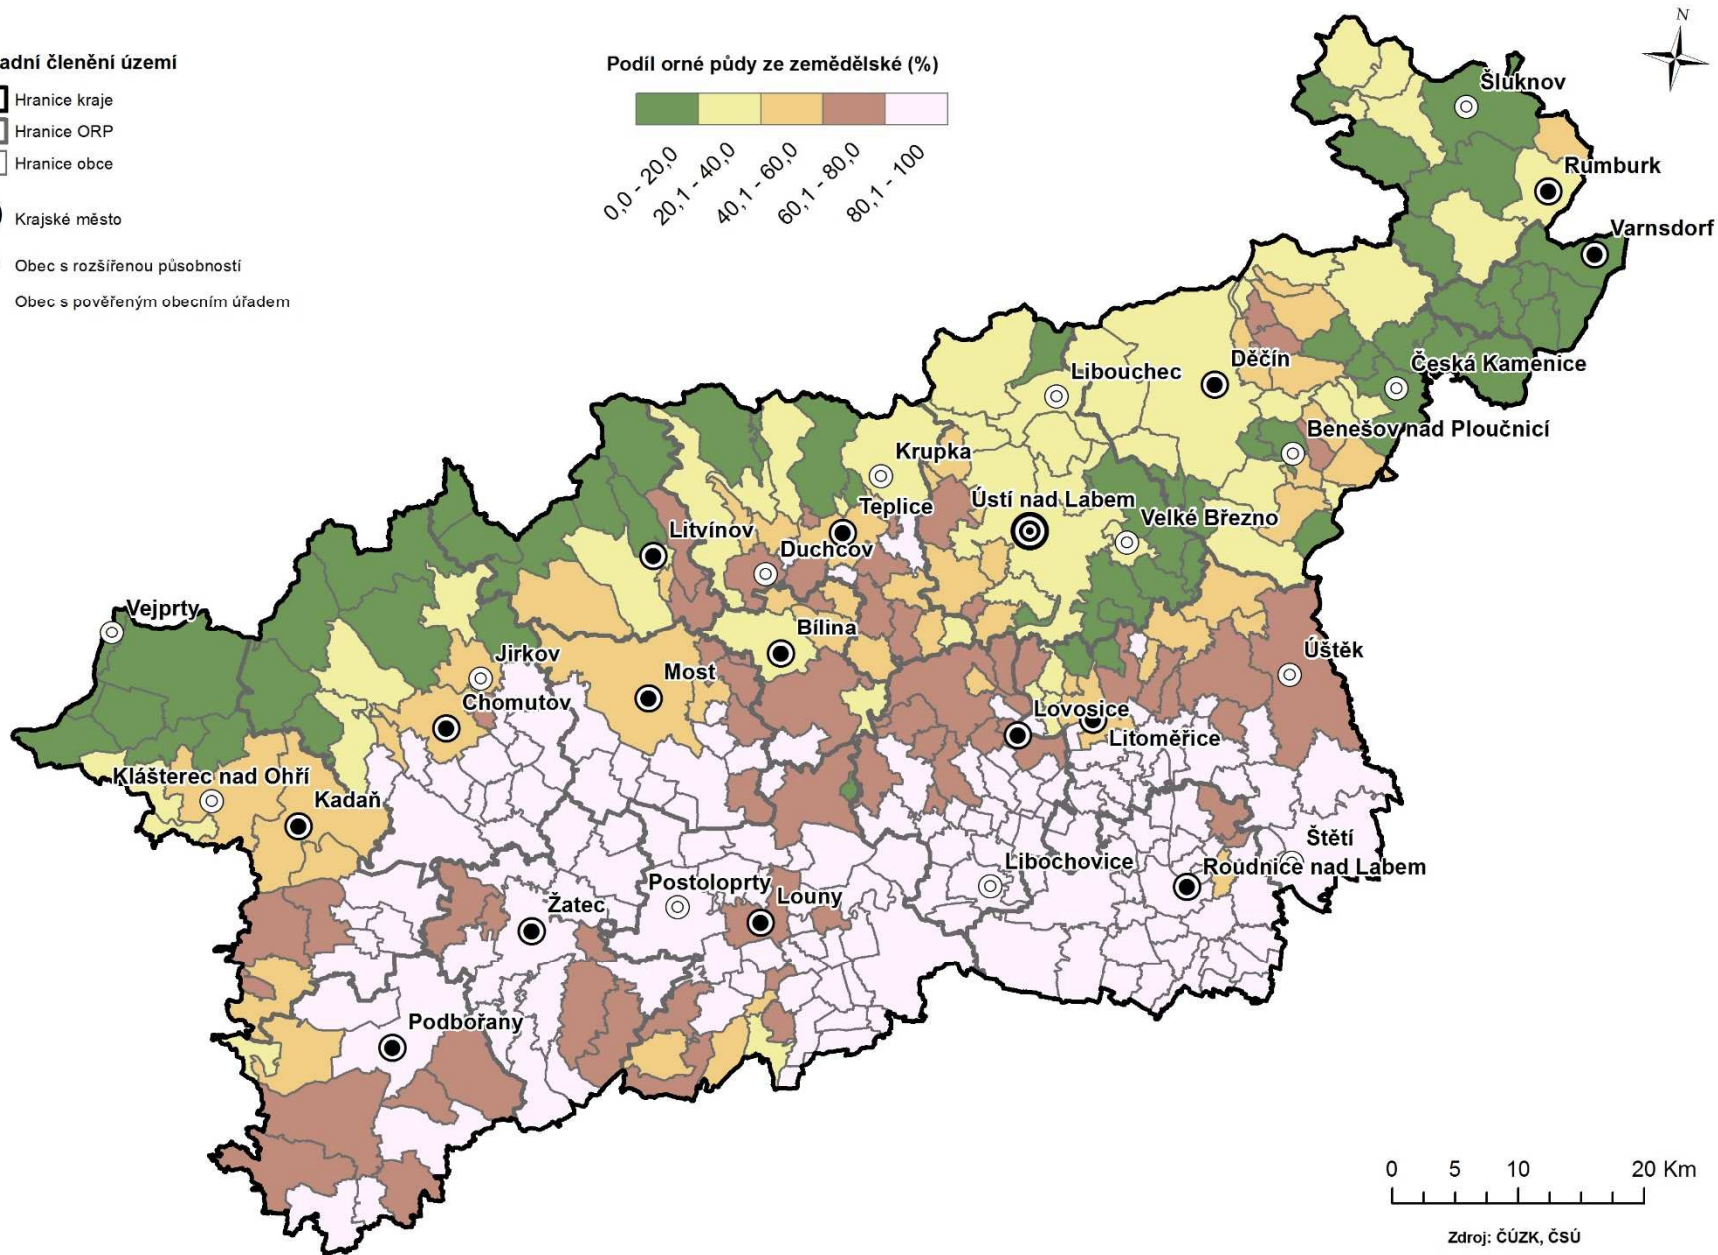 adní členění území
Hranice kraje
Hranice ORP
Hranice obce
Krajské město
Obec s rozšířenou působností
Obec s pověřeným obecním úřadem
Podíl orné půdy ze zemědělské (%)
0,0 - 20,0
20,1 - 40,0
40,1 - 60,0
60,1 - 80,0
80,1 - 100
N
Šluknov
Rumburk
Varnsdorf
Děčín
Česká Kamenice
Libouchec
Benešov nad Ploučnicí
Krupka
Teplice
Ústí nad Labem
Velké Březno
Litvínov
Duchcov
Vejprty
Bílina
Úštěk
Jirkov
Most
Chomutov
Lovosice
Litoměřice
Klášterec nad Ohří
Kadaň
Štětí
Libochovice
Roudnice nad Labem
Postoloprty
Louny
Žatec
Podbořany
0 5 10 20 Km
Zdroj: ČÚZK, ČSÚ